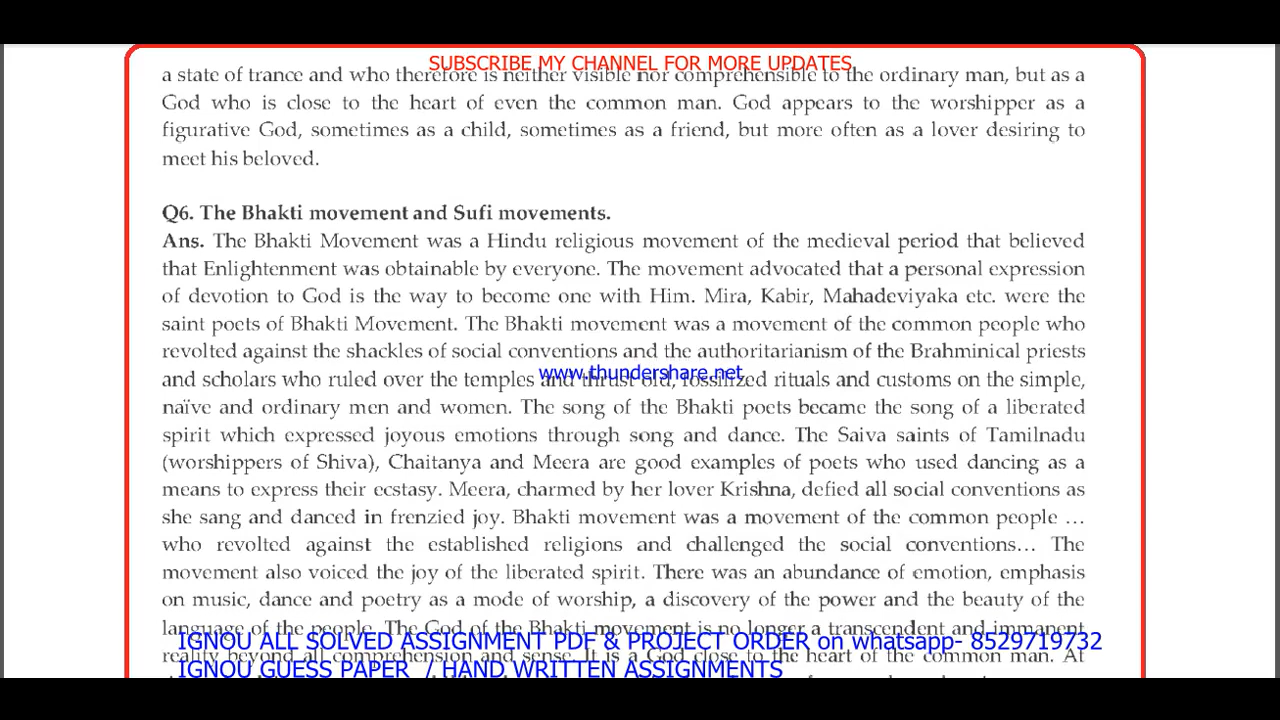 SUBSCRIBE MY CHANNEL FOR MORE UPDATES
a state of trance and who therefore is neither visible nor comprehensible to the ordinary man, but as a
God who is close to the heart of even the common man. God appears to the worshipper as a
figurative God, sometimes as a child, sometimes as a friend, but more often as a lover desiring to
meet his beloved.
Q6. The Bhakti movement and Sufi movements.
Ans. The Bhakti Movement was a Hindu religious movement of the medieval period that believed
that Enlightenment was obtainable by everyone. The movement advocated that a personal expression
of devotion to God is the way to become one with Him. Mira, Kabir, Mahadeviyaka etc. were the
saint poets of Bhakti Movement. The Bhakti movement was a movement of the common people who
revolted against the shackles of social conventions and the authoritarianism of the Brahminical priests
www.thundershare.net
and scholars who ruled over the temples and thrust old, fossilized rituals and customs on the simple,
naïve and ordinary men and women. The song of the Bhakti poets became the song of a liberated
spirit which expressed joyous emotions through song and dance. The Saiva saints of Tamilnadu
(worshippers of Shiva), Chaitanya and Meera are good examples of poets who used dancing as a
means to express their ecstasy. Meera, charmed by her lover Krishna, defied all social conventions as
she sang and danced in frenzied joy. Bhakti movement was a movement of the common people …
who revolted against the established religions and challenged the social conventions… The
movement also voiced the joy of the liberated spirit. There was an abundance of emotion, emphasis
on music, dance and poetry as a mode of worship, a discovery of the power and the beauty of the
language of the people. The God of the Bhakti movement is no longer a transcendent and immanent
IGNOU ALL SOLVED ASSIGNMENT PDF & PROJECT ORDER on whatsapp- 8529719732
reality beyond all comprehension and sense. It is a God close to the heart of the common man. At
IGNOU GUESS PAPER / HAND WRITTEN ASSIGNMENTS